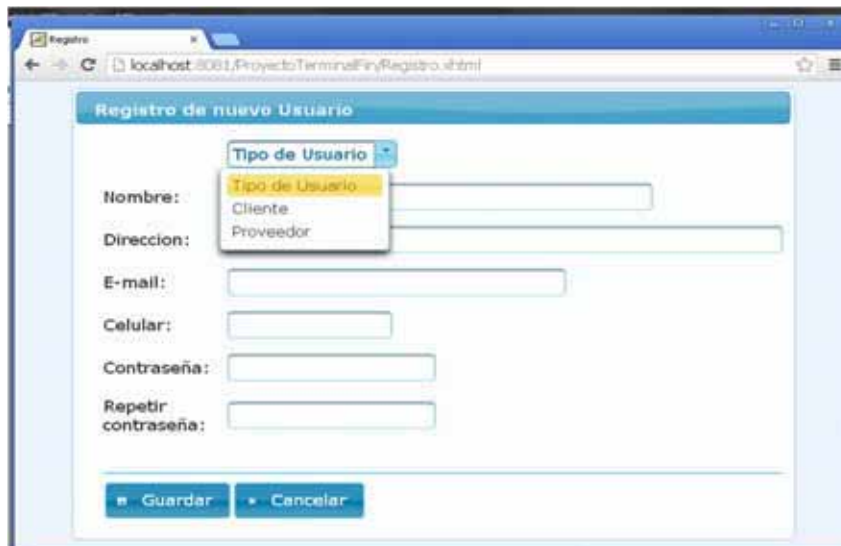 Registro
localhost:8081/ProyectoTerminalFin/Registro.xhtml
Registro de nuevo Usuario
Tipo de Usuario
Tipo de Usuario
Cliente
Proveedor
Nombre:
Direccion:
E-mail:
Celular:
Contraseña:
Repetir
contraseña:
Guardar
Cancelar